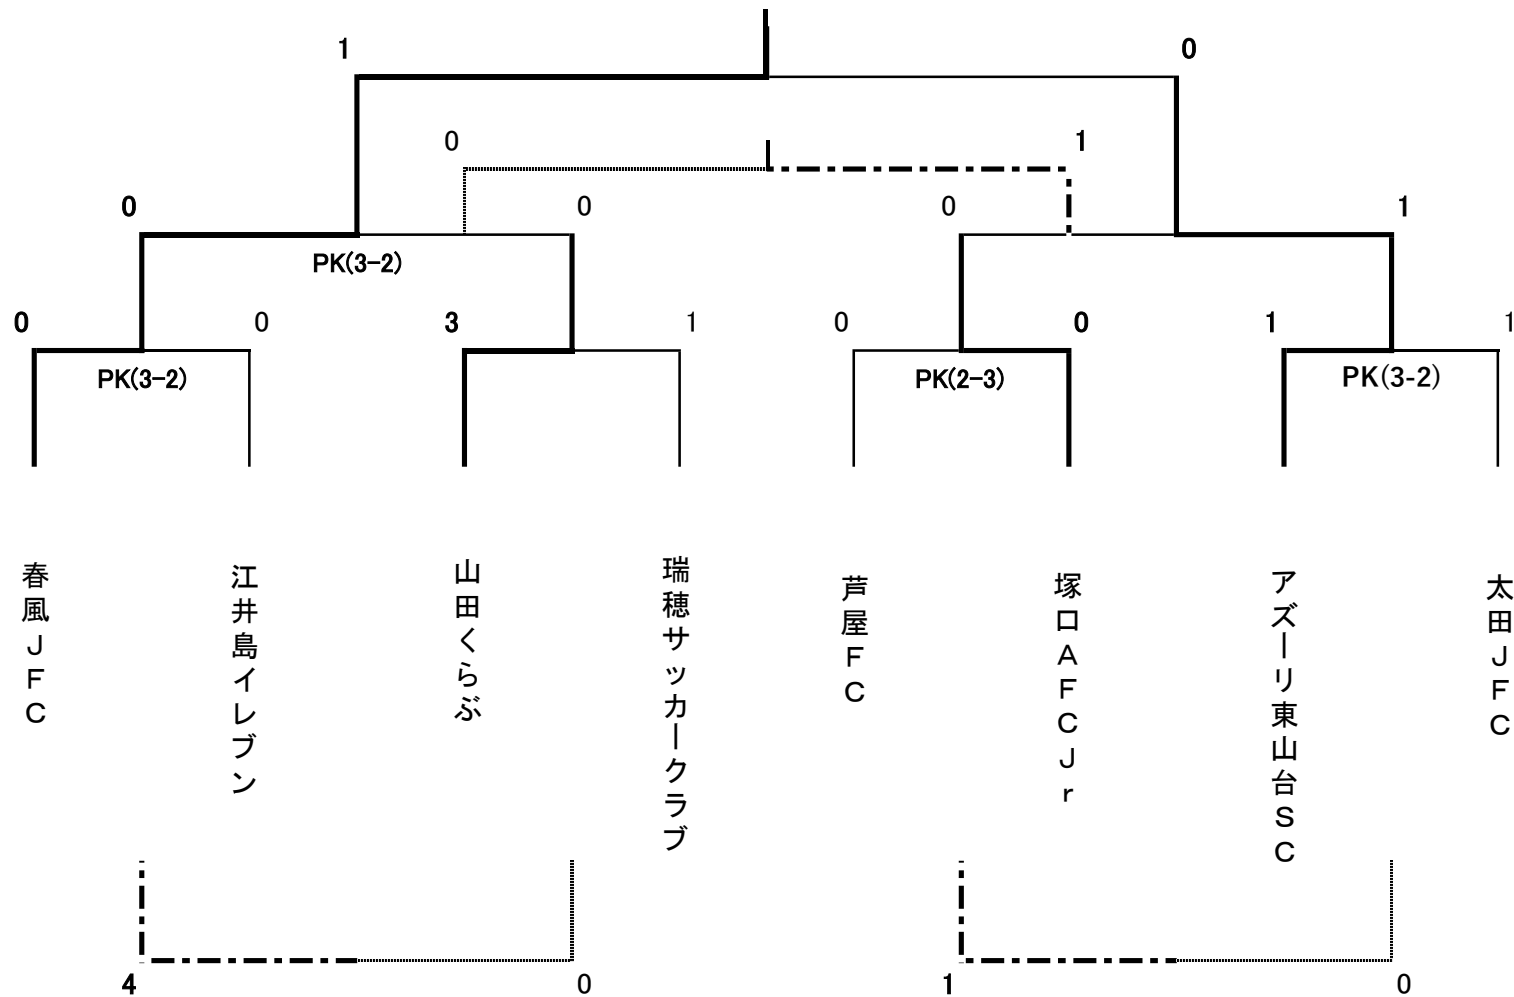 1 0
0 1
0 0 0 1
PK(3-2)
0 0 3 1 0 0 1 1
PK(3-2) PK(2-3) PK(3-2)
春風JFC
江井島イレブン
山田くらぶ
瑞穂サッカークラブ
芦屋FC
塚口AFCJr
アズーリ東山台SC
太田JFC
4 0 1 0